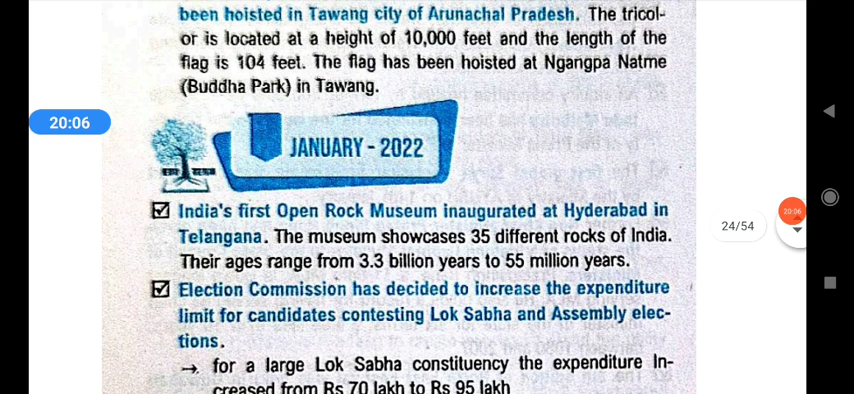 been hoisted in Tawang city of Arunachal Pradesh. The tricol-
or is located at a height of 10,000 feet and the length of the
flag is 104 feet. The flag has been hoisted at Ngangpa Natme
(Buddha Park) in Tawang.
20:06
JANUARY - 2022
☑ India's first Open Rock Museum inaugurated at Hyderabad in
Telangana. The museum showcases 35 different rocks of India.
Their ages range from 3.3 billion years to 55 million years.
20:06
24/54
☑ Election Commission has decided to increase the expenditure
limit for candidates contesting Lok Sabha and Assembly elec-
tions.
→ for a large Lok Sabha constituency the expenditure In-
creased from Rs 70 lakh to Rs 95 lakh